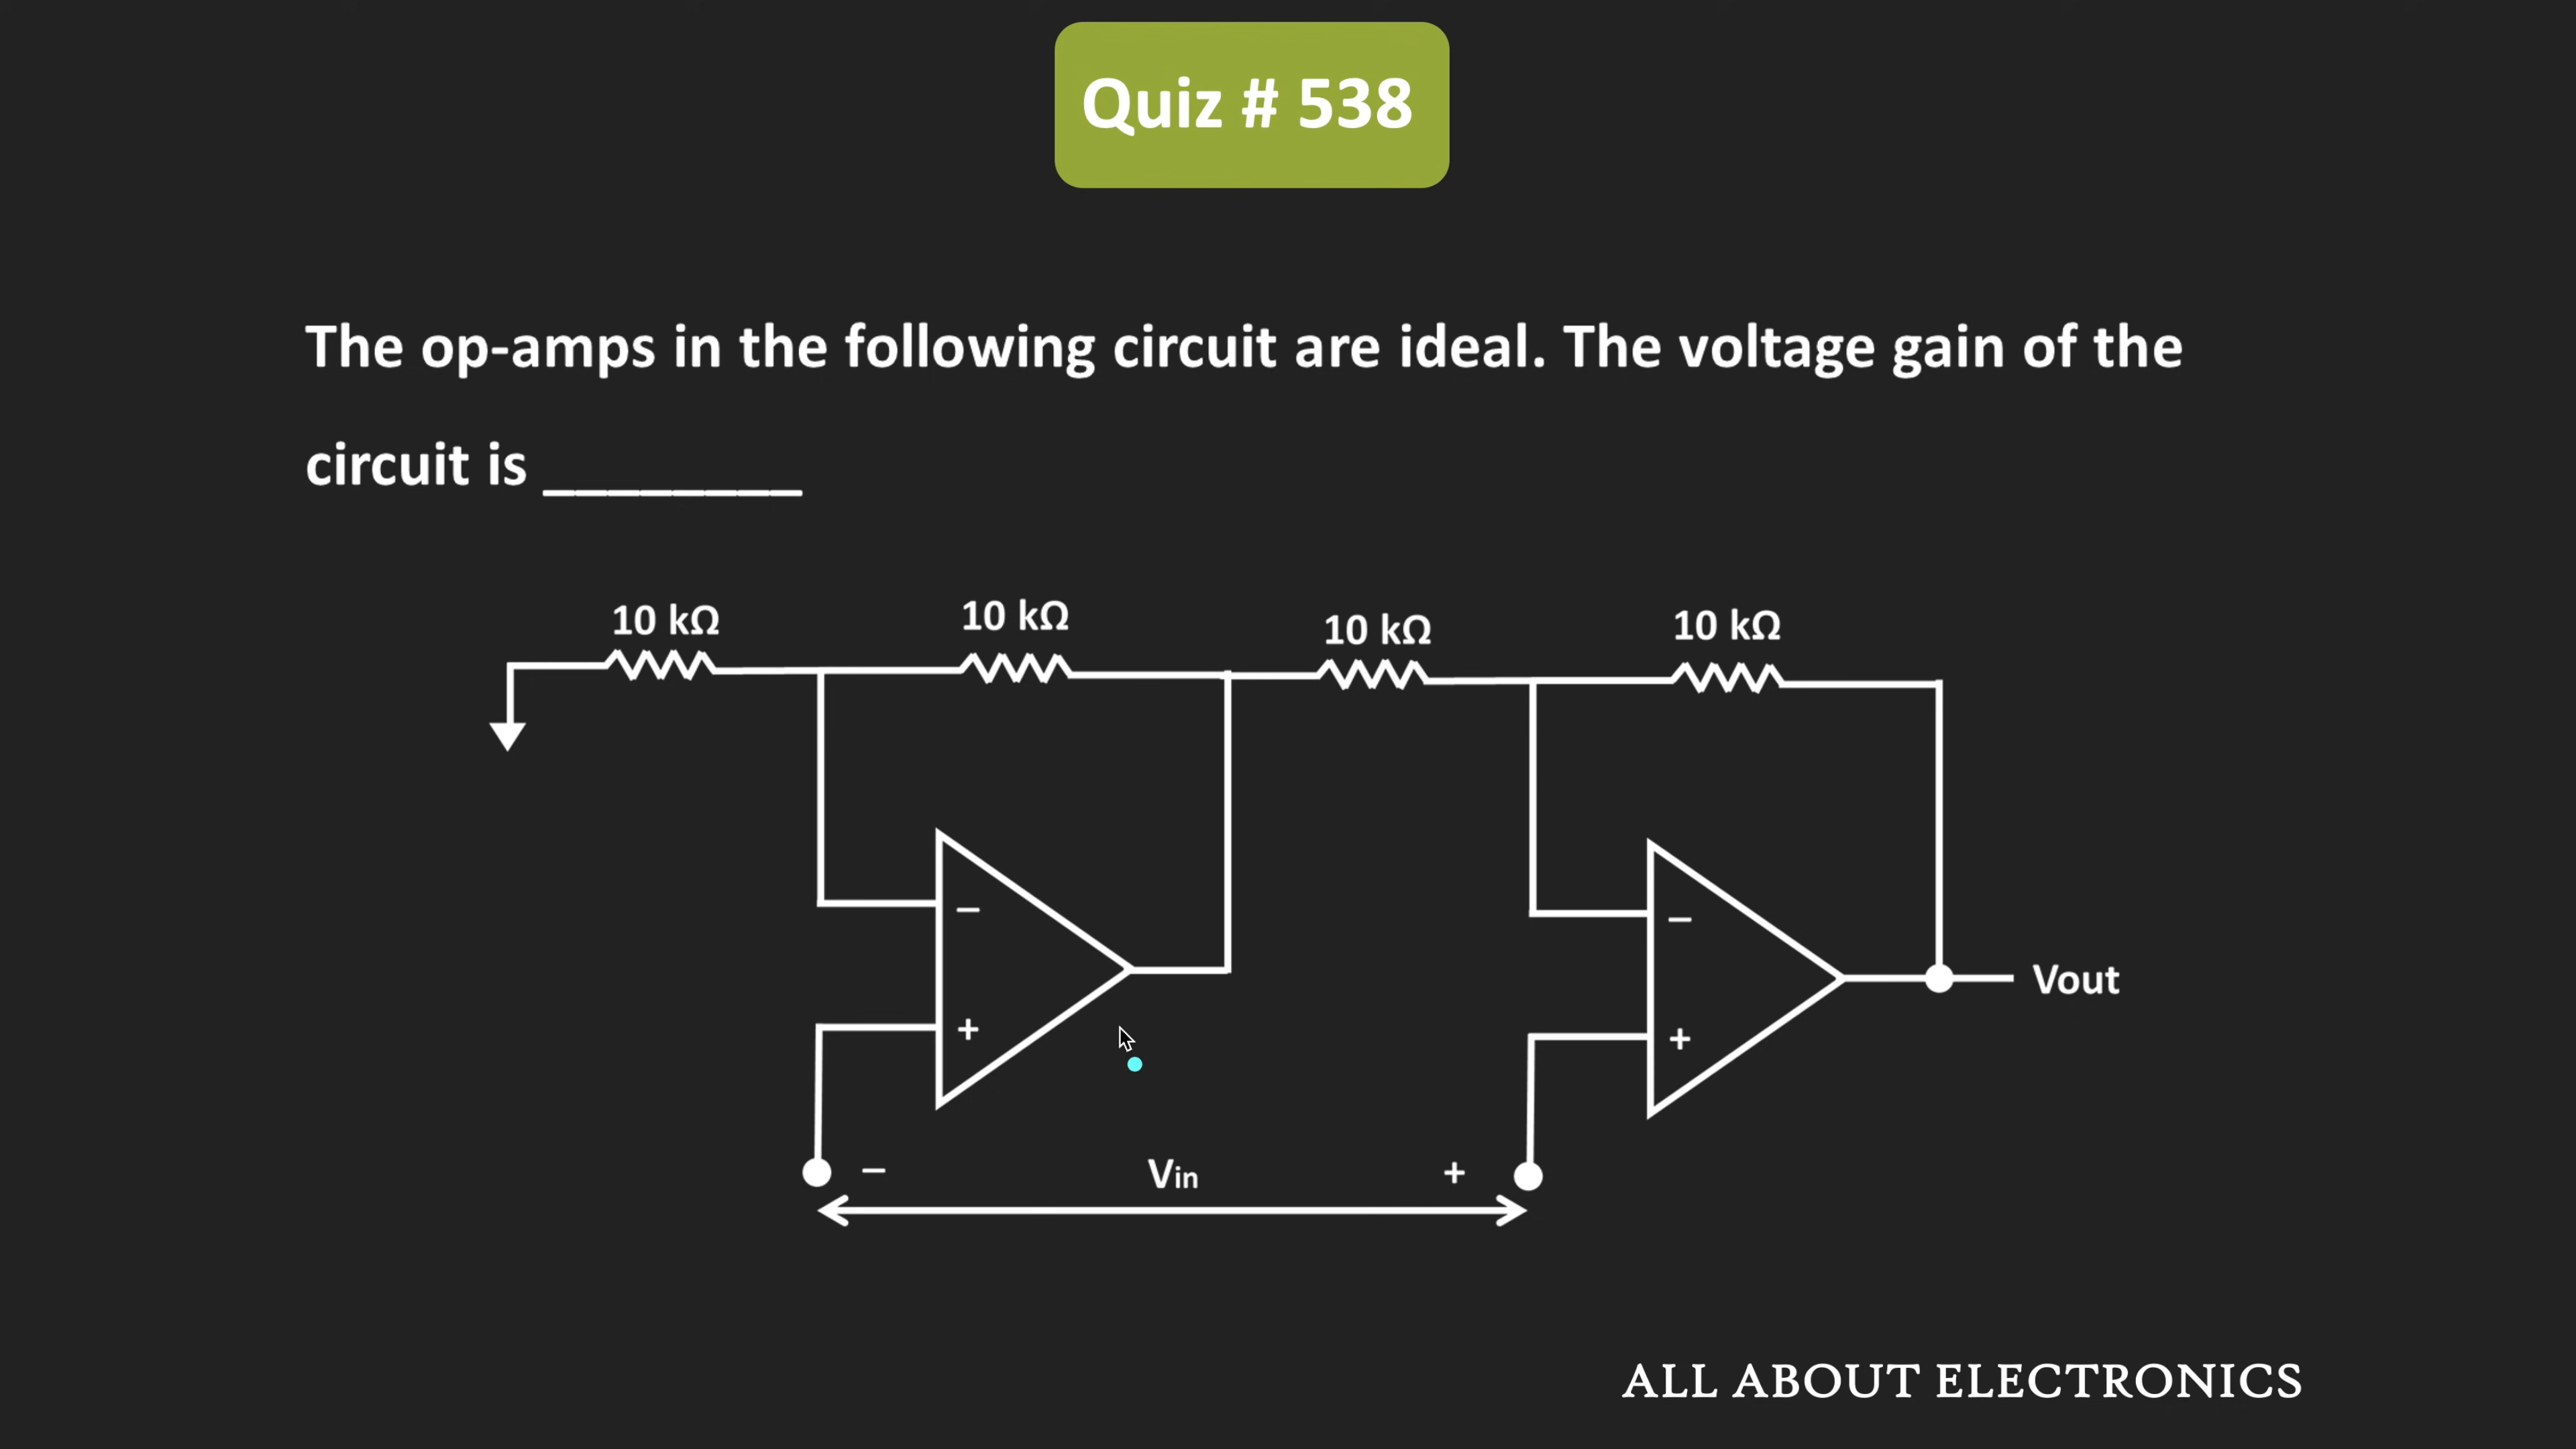 Quiz # 538
The op-amps in the following circuit are ideal. The voltage gain of the
circuit is ________
10 kΩ
10 kΩ
10 kΩ
10 kΩ
−
−
+
+
Vout
− Vin +
ALL ABOUT ELECTRONICS